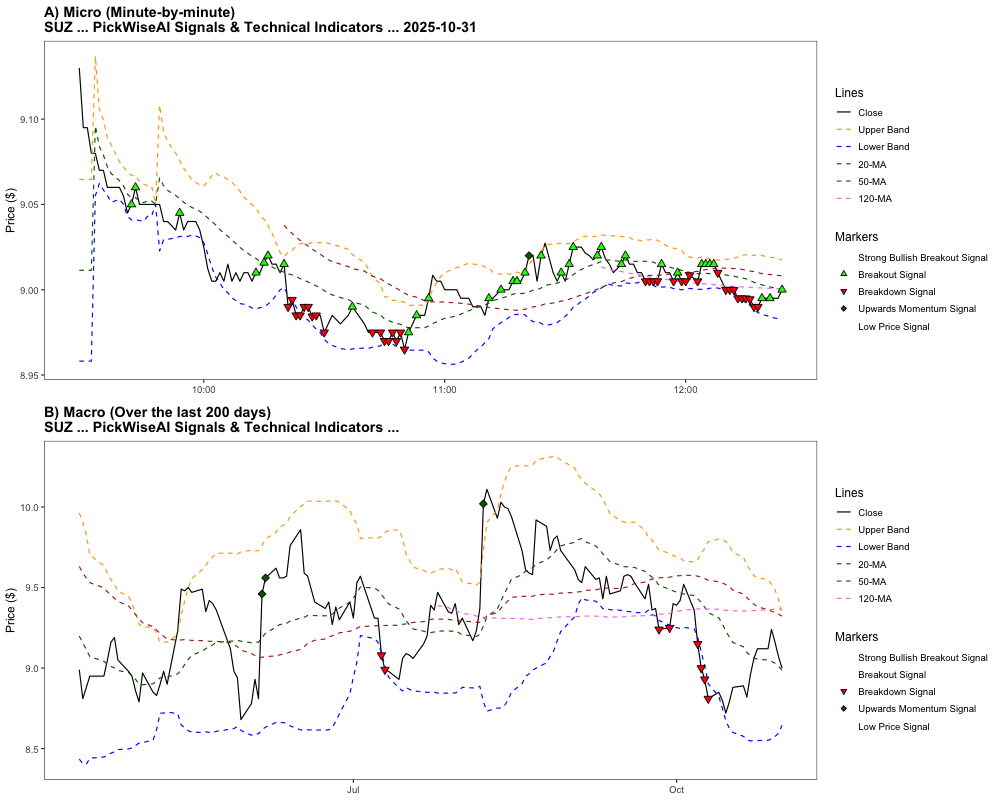 A) Micro (Minute-by-minute)
SUZ ... PickWiseAI Signals & Technical Indicators ... 2025-10-31
Price ($)
9.10
9.05
9.00
8.95
10:00
11:00
12:00
Lines
Close
Upper Band
Lower Band
20-MA
50-MA
120-MA
Markers
Strong Bullish Breakout Signal
Breakout Signal
Breakdown Signal
Upwards Momentum Signal
Low Price Signal
B) Macro (Over the last 200 days)
SUZ ... PickWiseAI Signals & Technical Indicators ...
Price ($)
10.0
9.5
9.0
8.5
Jul
Oct
Lines
Close
Upper Band
Lower Band
20-MA
50-MA
120-MA
Markers
Strong Bullish Breakout Signal
Breakout Signal
Breakdown Signal
Upwards Momentum Signal
Low Price Signal